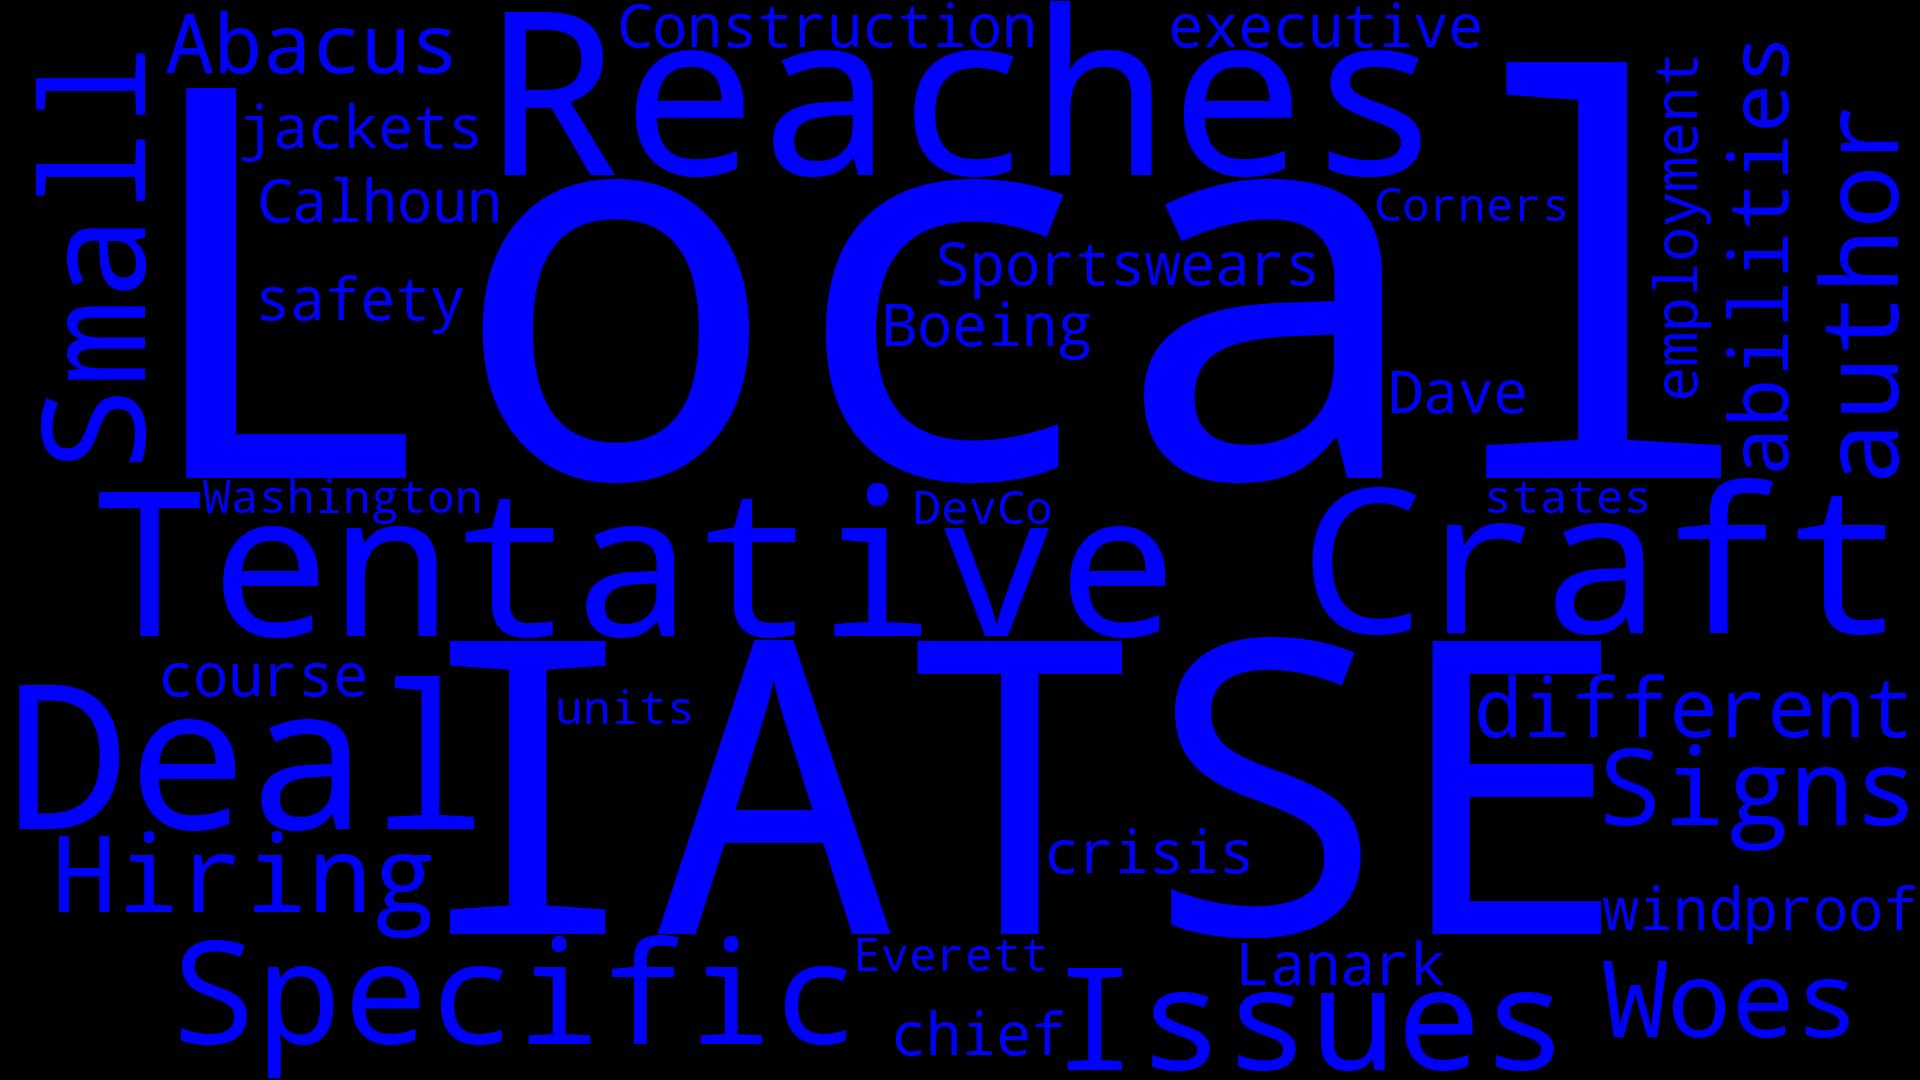 Small
Abacus
Construction
executive
Reaches
jackets
Calhoun
safety
Local
Corners
Sportswears
Boeing
Dave
employment
abilities
author
Washington
DevCo
states
Tentative
Craft
course
Deal
units
IATSE
different
Signs
Hiring
crisis
windproof
Specific
Everett
Lanark
chief
Issues
Woes